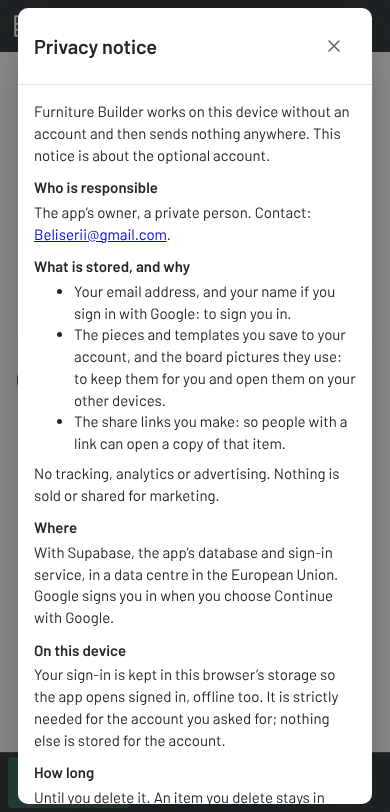 Privacy notice
Furniture Builder works on this device without an
account and then sends nothing anywhere. This
notice is about the optional account.
Who is responsible
The app's owner, a private person. Contact:
Beliserii@gmail.com.
What is stored, and why
• Your email address, and your name if you
sign in with Google: to sign you in.
• The pieces and templates you save to your
account, and the board pictures they use:
to keep them for you and open them on your
other devices.
• The share links you make: so people with a
link can open a copy of that item.
No tracking, analytics or advertising. Nothing is
sold or shared for marketing.
Where
With Supabase, the app's database and sign-in
service, in a data centre in the European Union.
Google signs you in when you choose Continue
with Google.
On this device
Your sign-in is kept in this browser's storage so
the app opens signed in, offline too. It is strictly
needed for the account you asked for; nothing
else is stored for the account.
How long
Until you delete it. An item you delete stays in